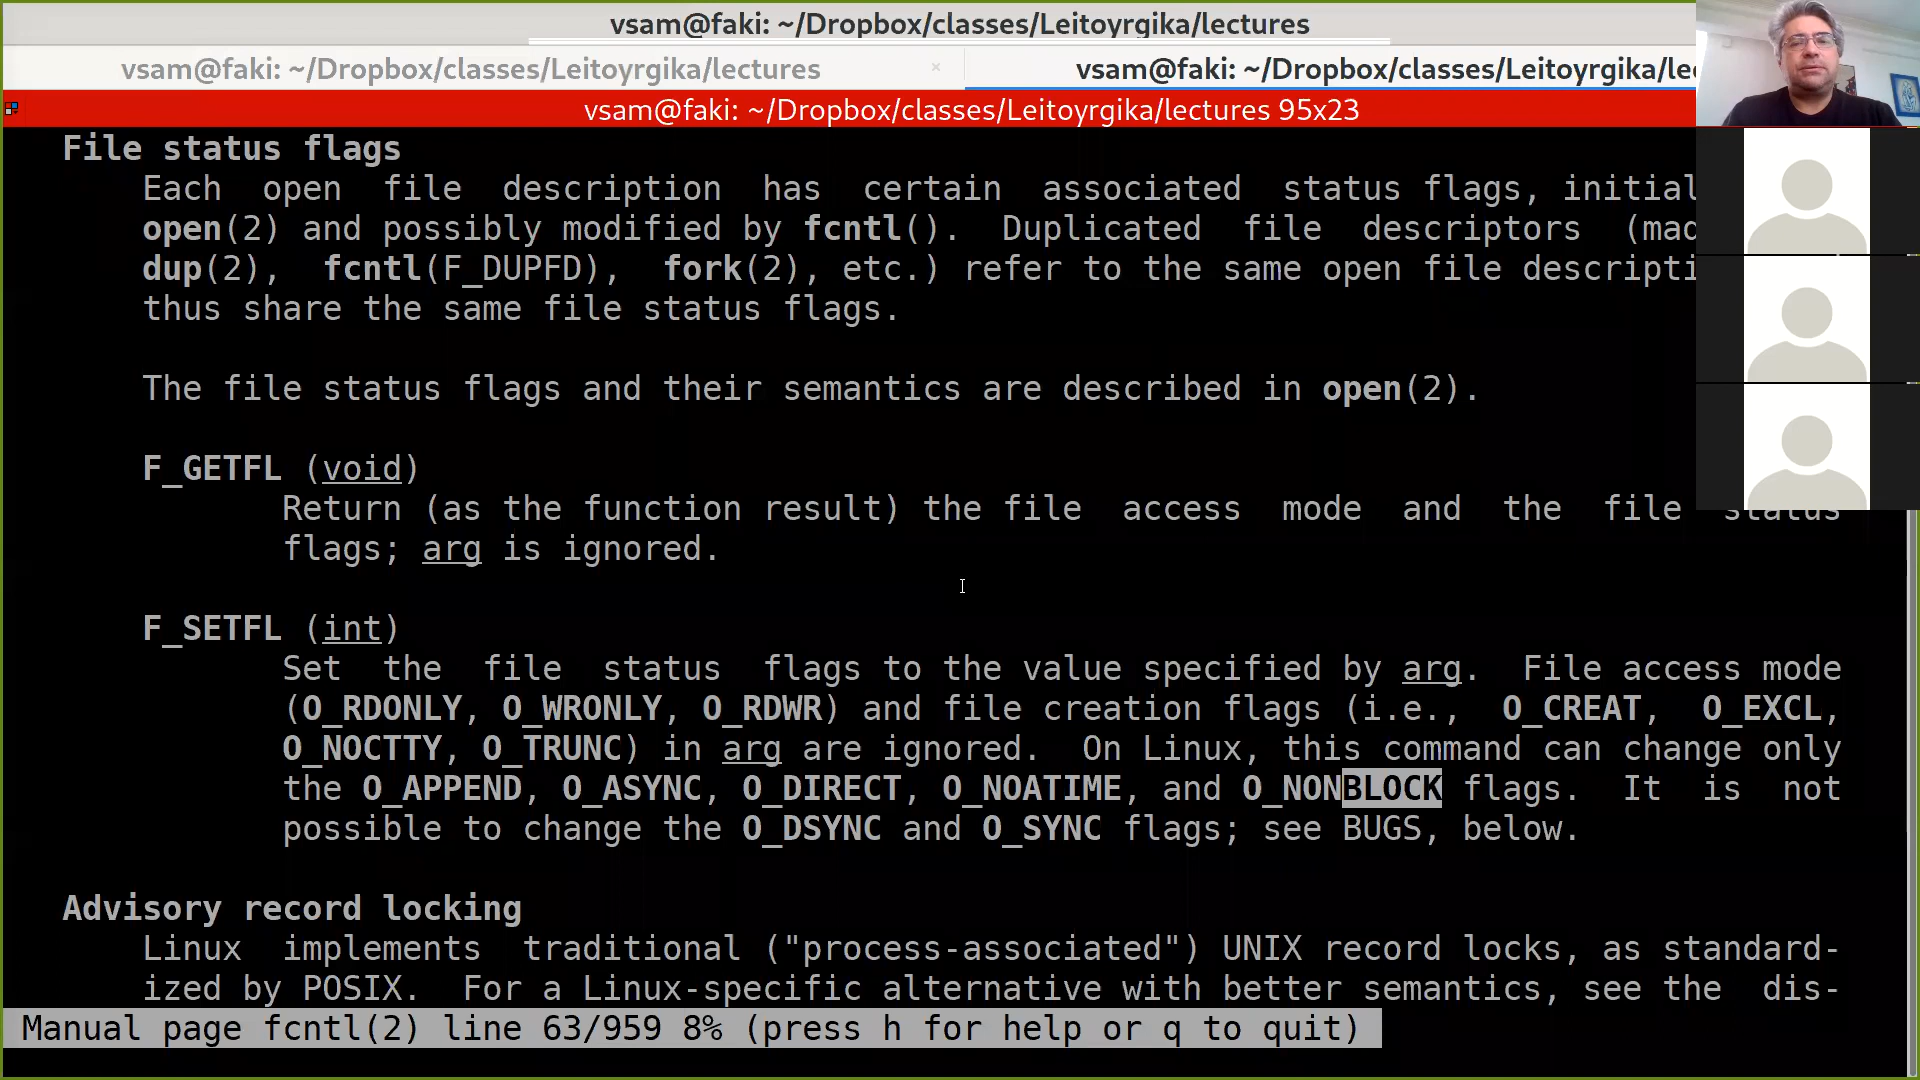 vsam@faki: ~/Dropbox/classes/Leitoyrgika/lectures
vsam@faki: ~/Dropbox/classes/Leitoyrgika/lectures × vsam@faki: ~/Dropbox/classes/Leitoyrgika/lec
vsam@faki: ~/Dropbox/classes/Leitoyrgika/lectures 95x23
File status flags
Each open file description has certain associated status flags, initial
open(2) and possibly modified by fcntl(). Duplicated file descriptors (mad
dup(2), fcntl(F_DUPFD), fork(2), etc.) refer to the same open file descripti
thus share the same file status flags.
The file status flags and their semantics are described in open(2).
F_GETFL (void)
Return (as the function result) the file access mode and the file status
flags; arg is ignored.
F_SETFL (int)
Set the file status flags to the value specified by arg. File access mode
(O_RDONLY, O_WRONLY, O_RDWR) and file creation flags (i.e., O_CREAT, O_EXCL,
O_NOCTTY, O_TRUNC) in arg are ignored. On Linux, this command can change only
the O_APPEND, O_ASYNC, O_DIRECT, O_NOATIME, and O_NONBLOCK flags. It is not
possible to change the O_DSYNC and O_SYNC flags; see BUGS, below.
Advisory record locking
Linux implements traditional ("process-associated") UNIX record locks, as standard-
ized by POSIX. For a Linux-specific alternative with better semantics, see the dis-
Manual page fcntl(2) line 63/959 8% (press h for help or q to quit)